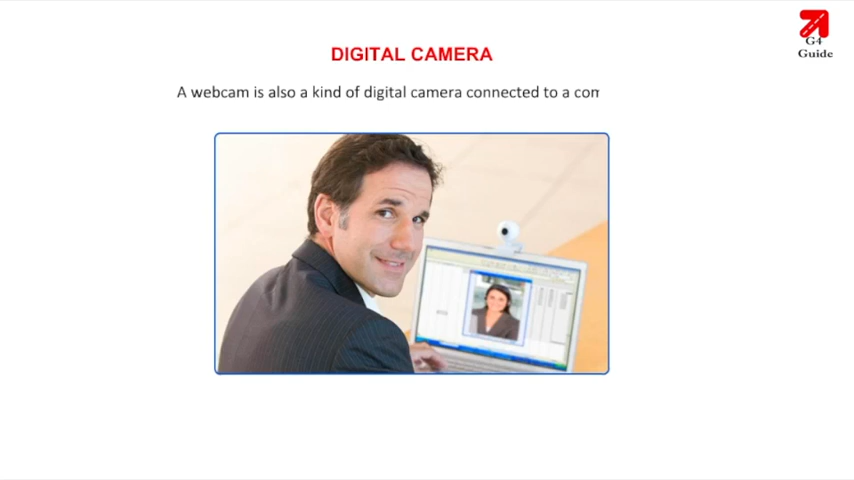 DIGITAL CAMERA
G4
Guide
A webcam is also a kind of digital camera connected to a com